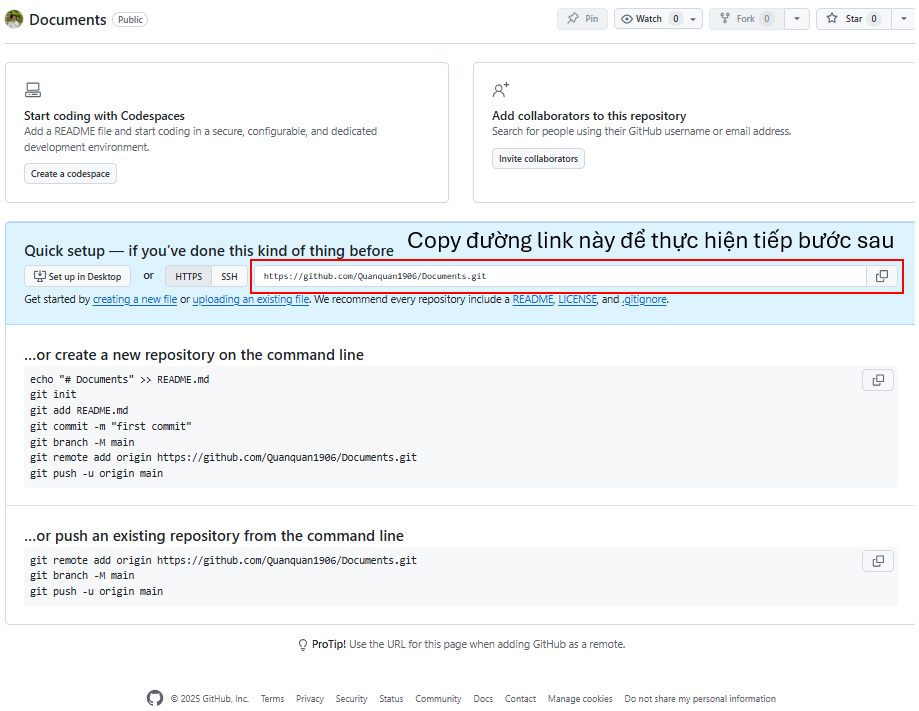 Documents Public Pin Watch 0 Fork 0 Star 0
Start coding with Codespaces
Add a README file and start coding in a secure, configurable, and dedicated
development environment.
Create a codespace
Add collaborators to this repository
Search for people using their GitHub username or email address.
Invite collaborators
Quick setup — if you've done this kind of thing before
Copy đường link này để thực hiện tiếp bước sau
Set up in Desktop or HTTPS SSH https://github.com/Quanquan1906/Documents.git
Get started by creating a new file or uploading an existing file. We recommend every repository include a README, LICENSE, and .gitignore.
...or create a new repository on the command line
echo "# Documents" >> README.md
git init
git add README.md
git commit -m "first commit"
git branch -M main
git remote add origin https://github.com/Quanquan1906/Documents.git
git push -u origin main
...or push an existing repository from the command line
git remote add origin https://github.com/Quanquan1906/Documents.git
git branch -M main
git push -u origin main
ProTip! Use the URL for this page when adding GitHub as a remote.
© 2025 GitHub, Inc. Terms Privacy Security Status Community Docs Contact Manage cookies Do not share my personal information